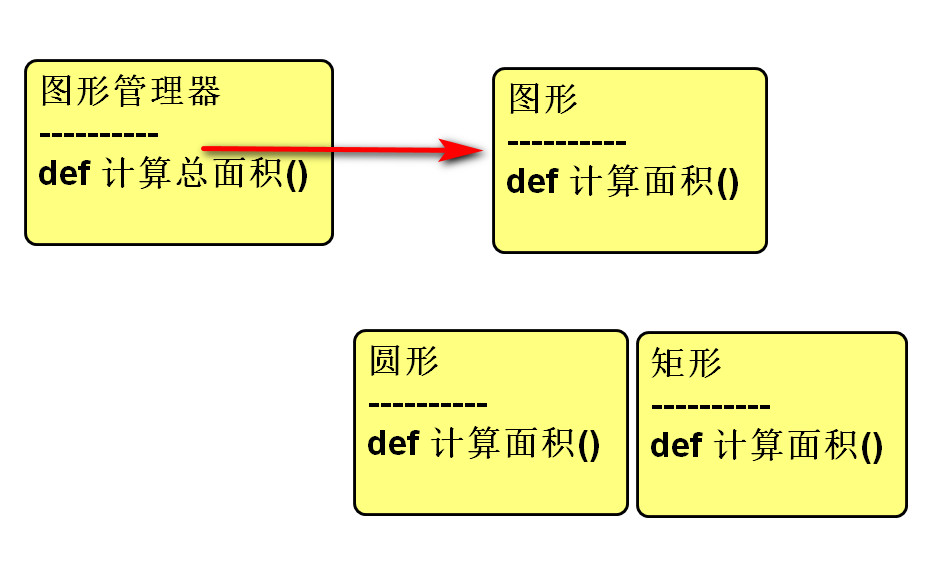 图形管理器
----------
def 计算总面积()
图形
----------
def 计算面积()
圆形
----------
def 计算面积()
矩形
----------
def 计算面积()